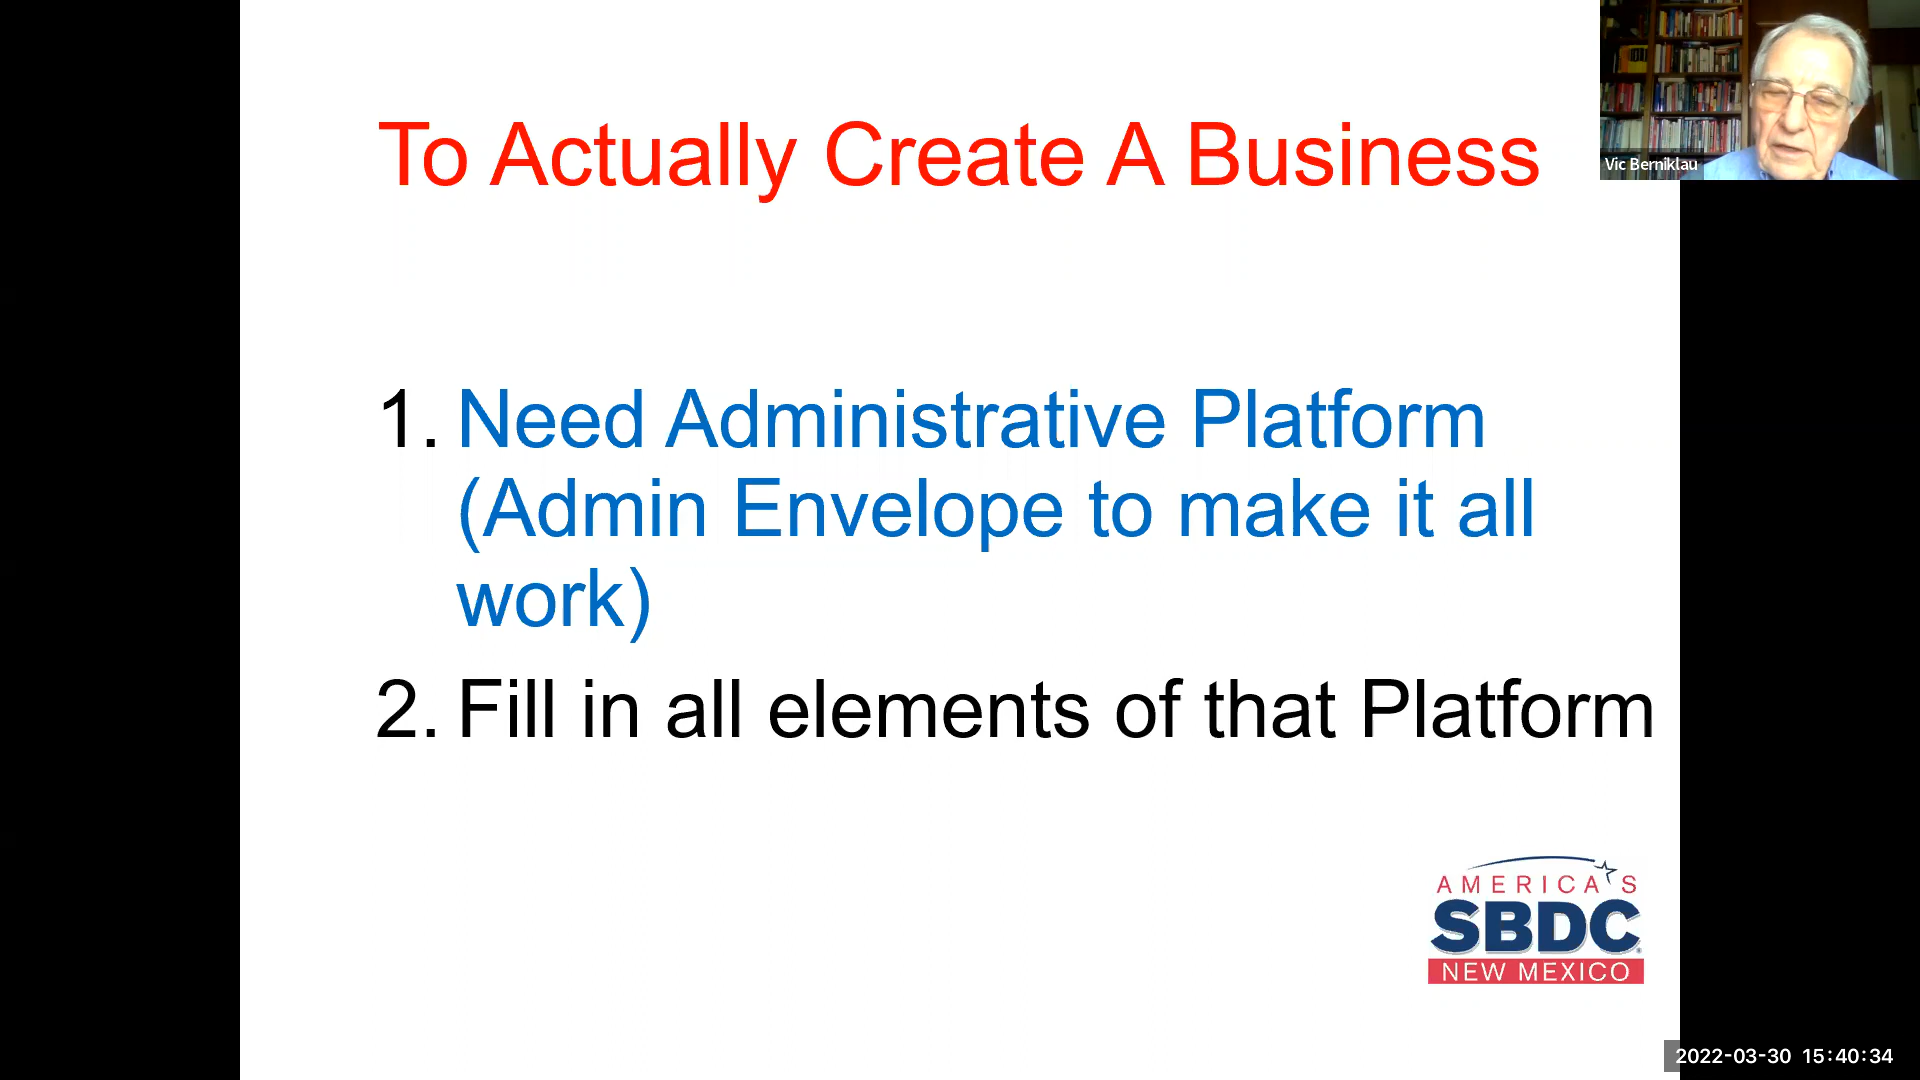 To Actually Create A Business
1. Need Administrative Platform
(Admin Envelope to make it all
work)
2. Fill in all elements of that Platform
AMERICA'S
SBDC
NEW MEXICO
Vic Berniklau
2022-03-30 15:40:34